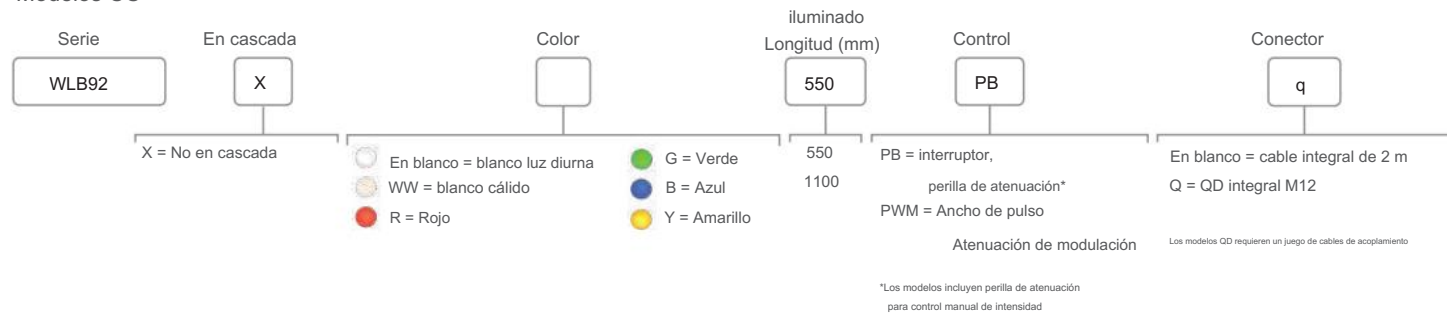 Modelos CC
iluminado
Serie
En cascada
Color
Longitud (mm)
Control
Conector
WLB92
X
550
PB
q
X = No en cascada
En blanco = blanco luz diurna
WW = blanco cálido
R = Rojo
G = Verde
B = Azul
Y = Amarillo
550
1100
PB = interruptor,
perilla de atenuación*
PWM = Ancho de pulso
Atenuación de modulación
*Los modelos incluyen perilla de atenuación
para control manual de intensidad
En blanco = cable integral de 2 m
Q = QD integral M12
Los modelos QD requieren un juego de cables de acoplamiento